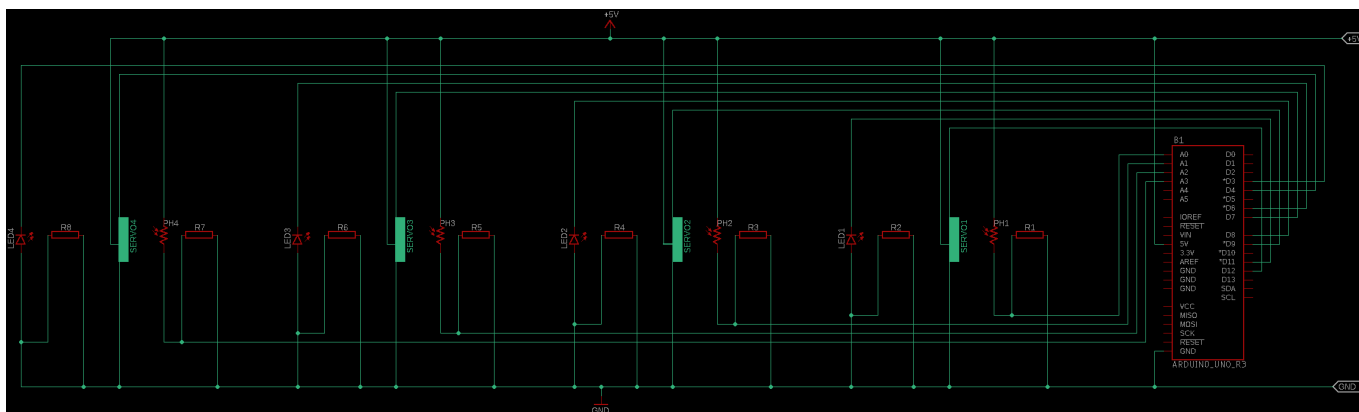 +5V
+5V
B1
A0 D0
A1 D1
A2 D2
A3 *D3
A4 D4
A5 *D5
*D6
IOREF D7
RESET
VIN D8
5V *D9
3.3V *D10
AREF *D11
GND D12
GND D13
GND SDA
SCL
VCC
MISO
MOSI
SCK
RESET
GND
ARDUINO_UNO_R3
LED4
R8
SERVO4
PH4
R7
LED3
R6
SERVO3
PH3
R5
LED2
R4
SERVO2
PH2
R3
LED1
R2
SERVO1
PH1
R1
GND
GND